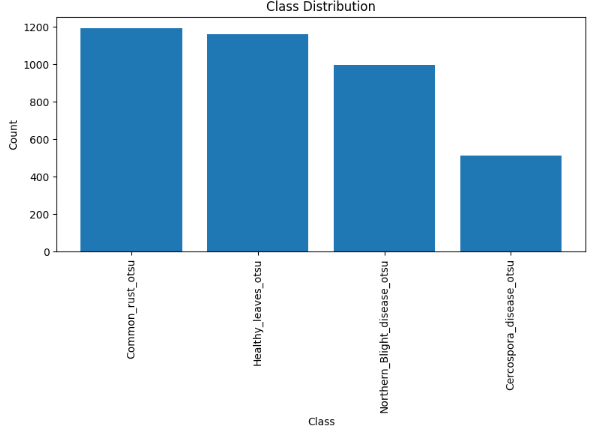 Class Distribution
1200
1000
800
600
400
200
0
Count
Common_rust_otsu
Healthy_leaves_otsu
Northern_Blight_disease_otsu
Cercospora_disease_otsu
Class